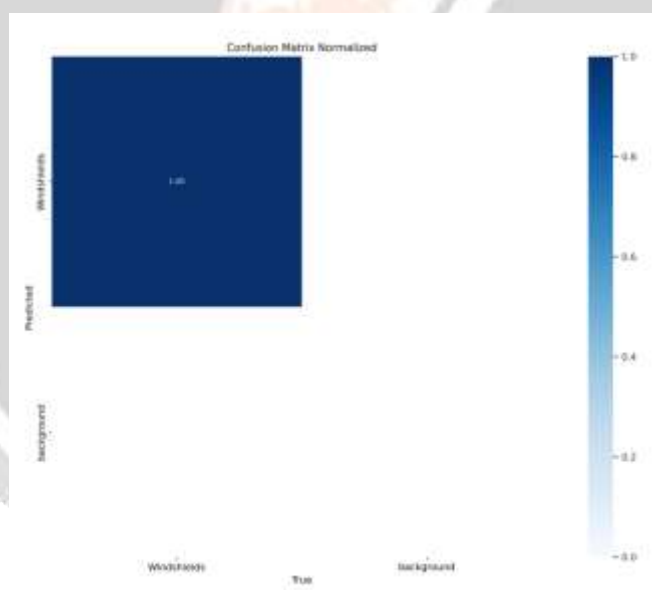 Confusion Matrix Normalized
Windshields
1.00
Predicted
background
Windshields
background
True
1.0
0.8
0.6
0.4
0.2
0.0